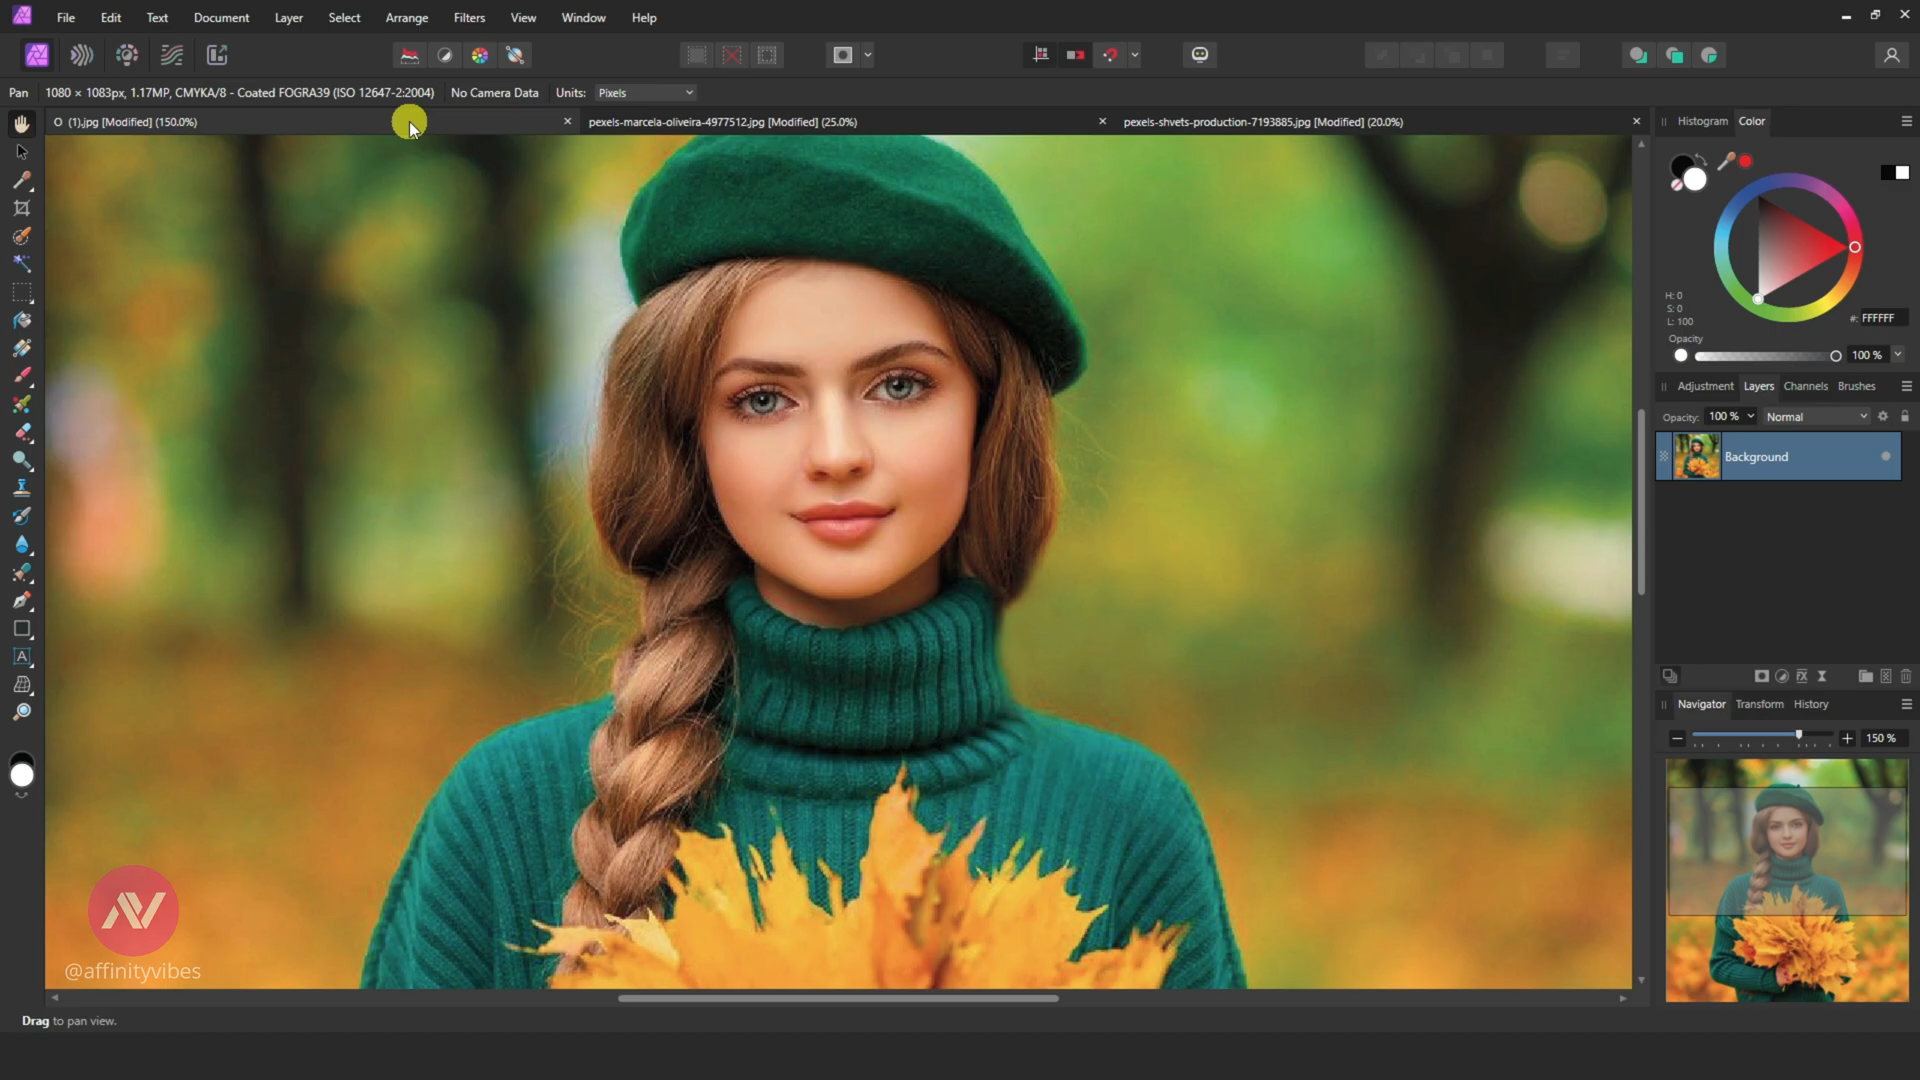 File Edit Text Document Layer Select Arrange Filters View Window Help
Pan 1080 × 1083px, 1.17MP, CMYKA/8 - Coated FOGRA39 (ISO 12647-2:2004) No Camera Data Units: Pixels
O (1).jpg [Modified] (150.0%) pexels-marcela-oliveira-4977512.jpg [Modified] (25.0%) pexels-shvets-production-7193885.jpg [Modified] (20.0%)
Histogram Color
H: 0
S: 0
L: 100
#: FFFFFF
Opacity
100 %
Adjustment Layers Channels Brushes
Opacity: 100 % Normal
Background
Navigator Transform History
150 %
AV
@affinityvibes
Drag to pan view.